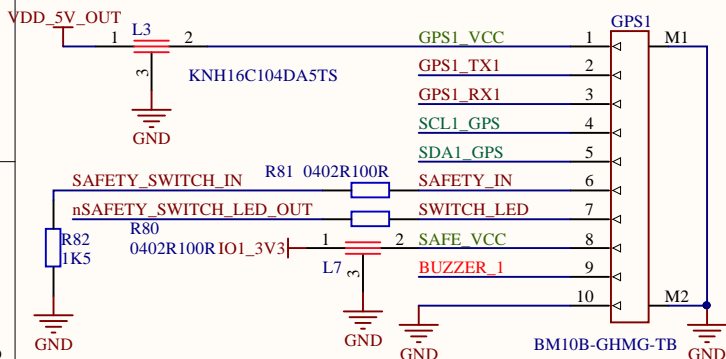 VDD_5V_OUT
L3
1
2
3
KNH16C104DA5TS
GND
GPS1
GPS1_VCC
1
M1
GPS1_TX1
2
GPS1_RX1
3
SCL1_GPS
4
SDA1_GPS
5
R81 0402R100R
SAFETY_SWITCH_IN
SAFETY_IN
6
nSAFETY_SWITCH_LED_OUT
SWITCH_LED
7
R80
0402R100R
R82
1K5
IO1_3V3
1
2
3
L7
SAFE_VCC
8
BUZZER_1
9
10
M2
GND
GND
GND
BM10B-GHMG-TB
GND